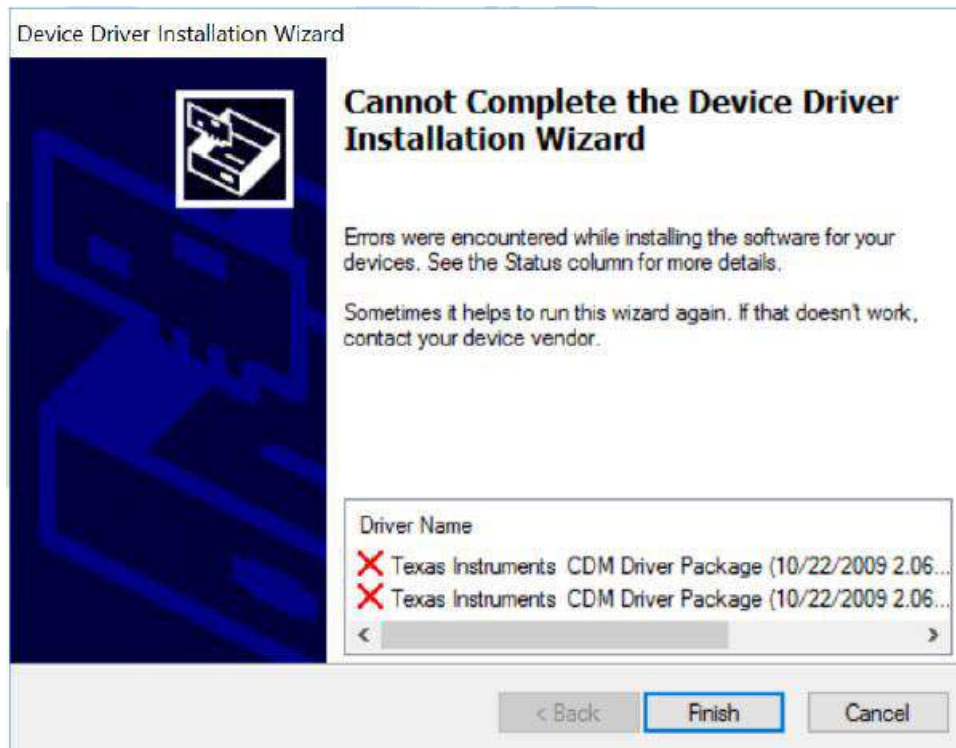 Device Driver Installation Wizard
Cannot Complete the Device Driver
Installation Wizard
Errors were encountered while installing the software for your
devices. See the Status column for more details.
Sometimes it helps to run this wizard again. If that doesn't work,
contact your device vendor.
Driver Name
Texas Instruments CDM Driver Package (10/22/2009 2.06...
Texas Instruments CDM Driver Package (10/22/2009 2.06...
< Back Finish Cancel